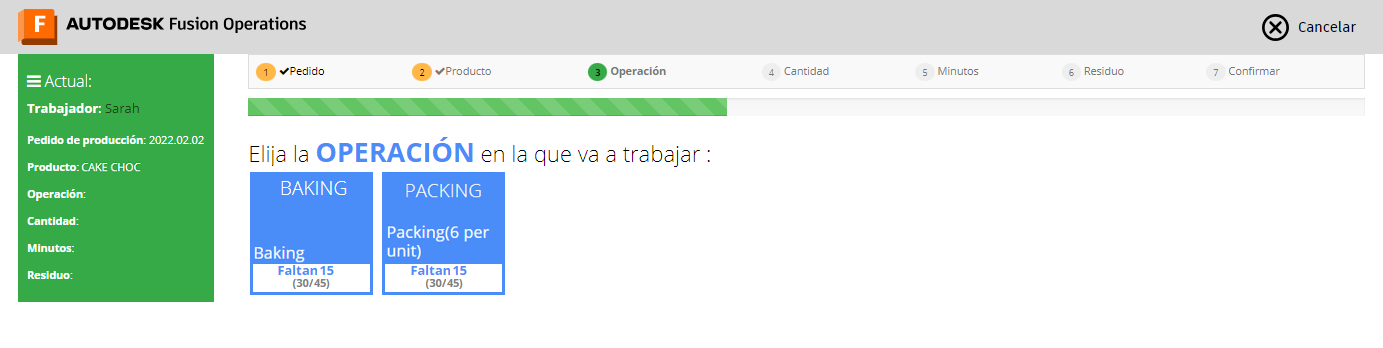 AUTODESK Fusion Operations
Cancelar
Actual:
Trabajador: Sarah
Pedido de producción: 2022.02.02
Producto: CAKE CHOC
Operación:
Cantidad:
Minutos:
Residuo:
1 Pedido
2 Producto
3 Operación
4 Cantidad
5 Minutos
6 Residuo
7 Confirmar
Elija la OPERACIÓN en la que va a trabajar :
BAKING
Baking
Faltan 15
(30/45)
PACKING
Packing(6 per
unit)
Faltan 15
(30/45)